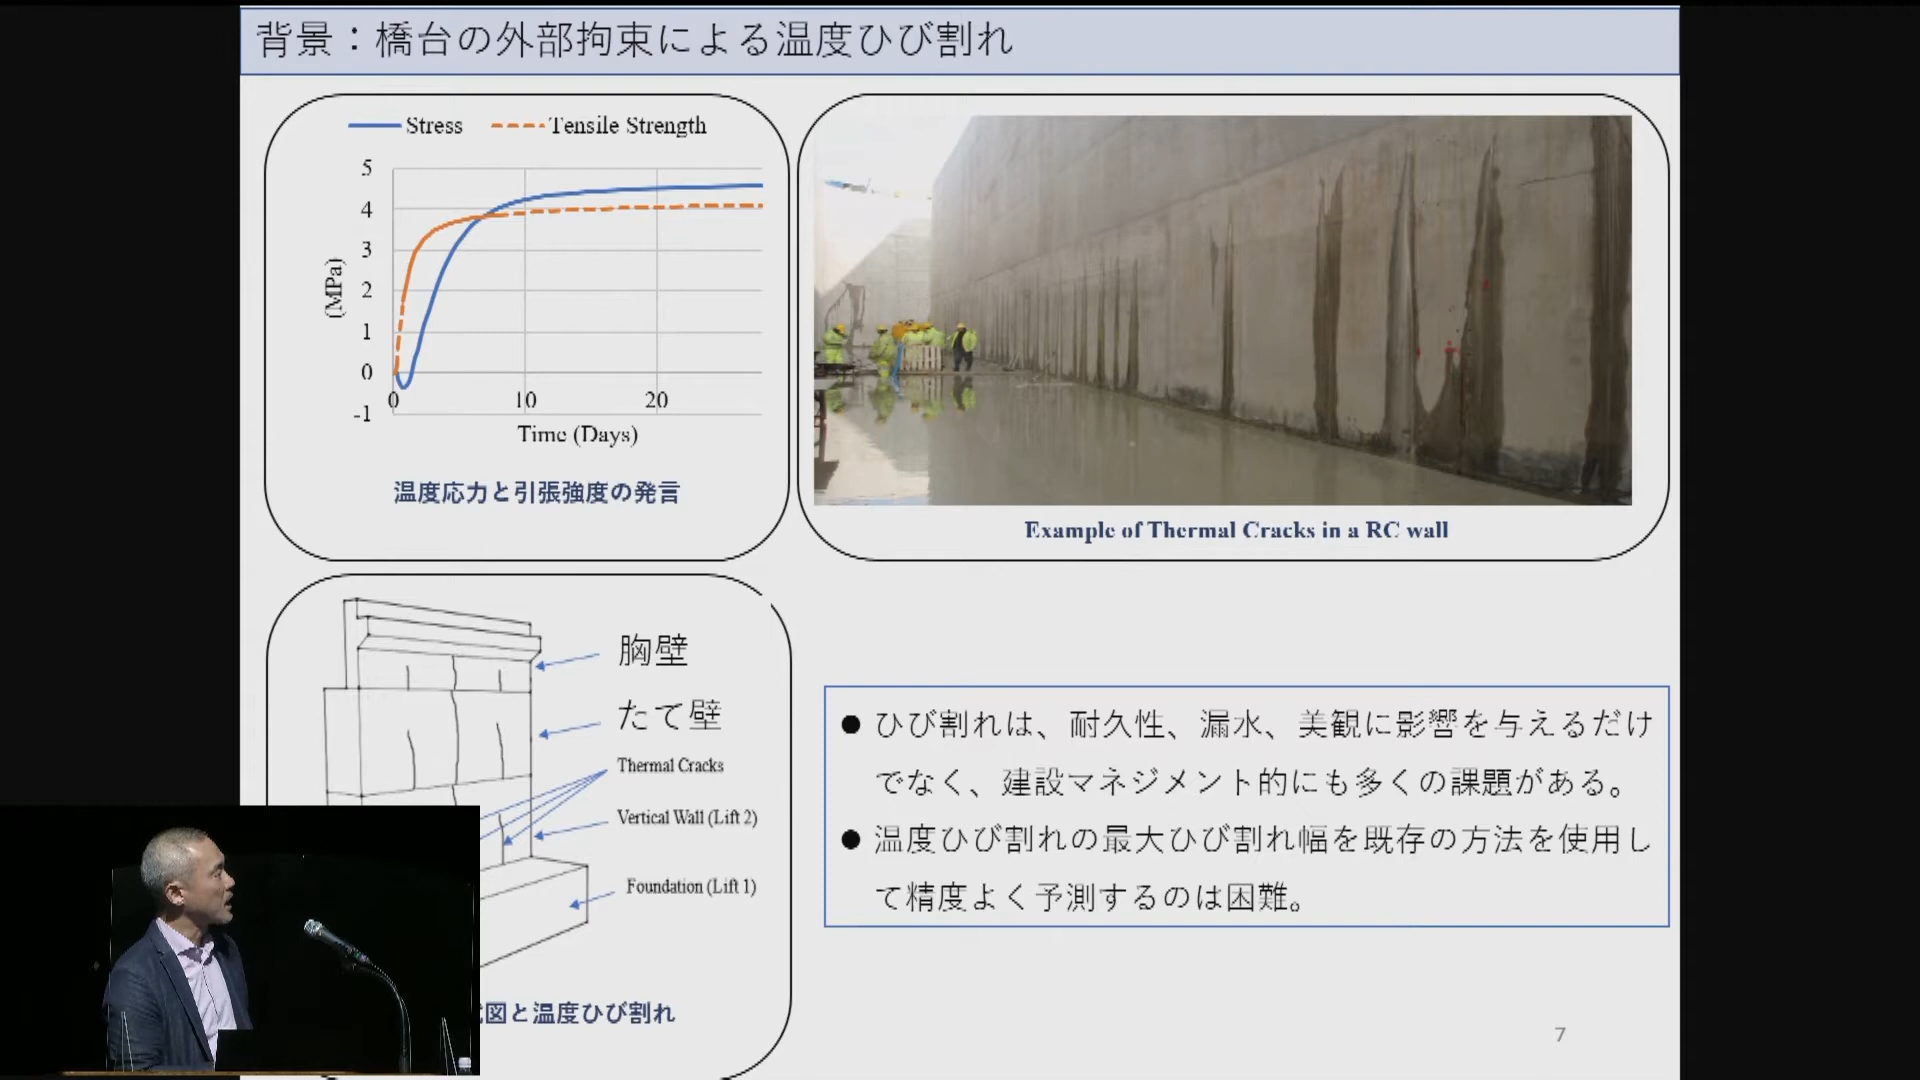 背景：橋台の外部拘束による温度ひび割れ
Stress
Tensile Strength
5
4
3
2
1
0
-1
(MPa)
0
10
20
Time (Days)
温度応力と引張強度の発言
Example of Thermal Cracks in a RC wall
胸壁
たて壁
Thermal Cracks
Vertical Wall (Lift 2)
Foundation (Lift 1)
図と温度ひび割れ
● ひび割れは、耐久性、漏水、美観に影響を与えるだけ
でなく、建設マネジメント的にも多くの課題がある。
● 温度ひび割れの最大ひび割れ幅を既存の方法を使用し
て精度よく予測するのは困難。
7